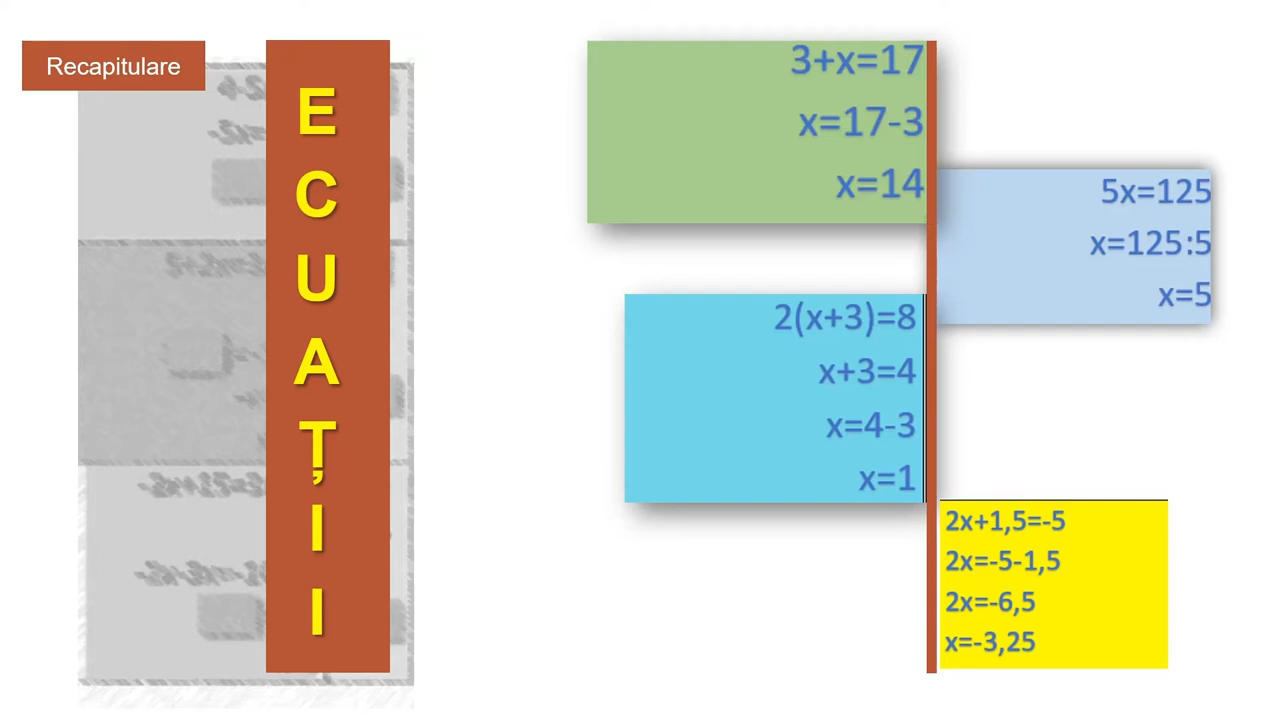 Recapitulare
E
C
U
A
Ț
I
I
3+x=17
x=17-3
x=14
5x=125
x=125:5
x=5
2(x+3)=8
x+3=4
x=4-3
x=1
2x+1,5=-5
2x=-5-1,5
2x=-6,5
x=-3,25